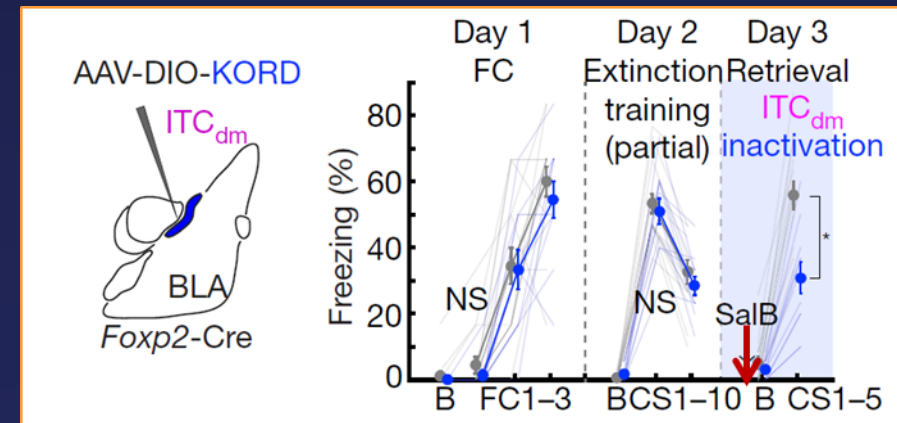 AAV-DIO-KORD
ITCdm
BLA
Foxp2-Cre
Day 1
FC
Day 2
Extinction
training
(partial)
Day 3
Retrieval
ITCdm
inactivation
Freezing (%)
80
60
40
20
0
NS
NS
*
SalB
B FC1–3
B CS1–10
B CS1–5